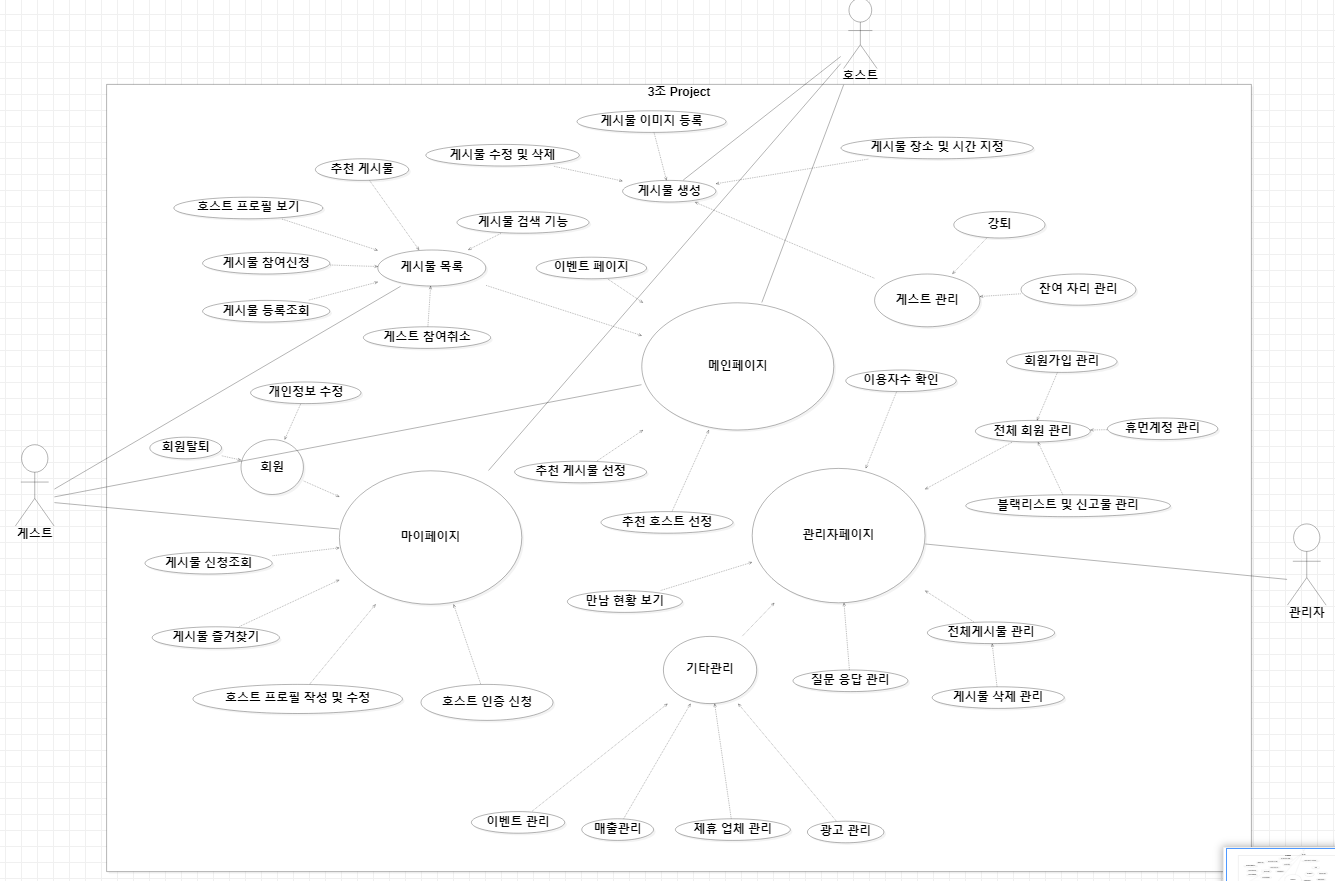 호스트
3조 Project
게시물 이미지 등록
게시물 수정 및 삭제
게시물 장소 및 시간 지정
추천 게시물
게시물 생성
호스트 프로필 보기
게시물 검색 기능
강퇴
게시물 참여신청
게시물 목록
이벤트 페이지
게스트 관리
잔여 자리 관리
게시물 등록조회
게스트 참여취소
메인페이지
회원가입 관리
이용자수 확인
개인정보 수정
전체 회원 관리
휴먼계정 관리
회원탈퇴
회원
추천 게시물 선정
블랙리스트 및 신고물 관리
게스트
추천 호스트 선정
마이페이지
관리자페이지
게시물 신청조회
만남 현황 보기
관리자
게시물 즐겨찾기
전체게시물 관리
기타관리
질문 응답 관리
호스트 프로필 작성 및 수정
호스트 인증 신청
게시물 삭제 관리
이벤트 관리
매출관리
제휴 업체 관리
광고 관리